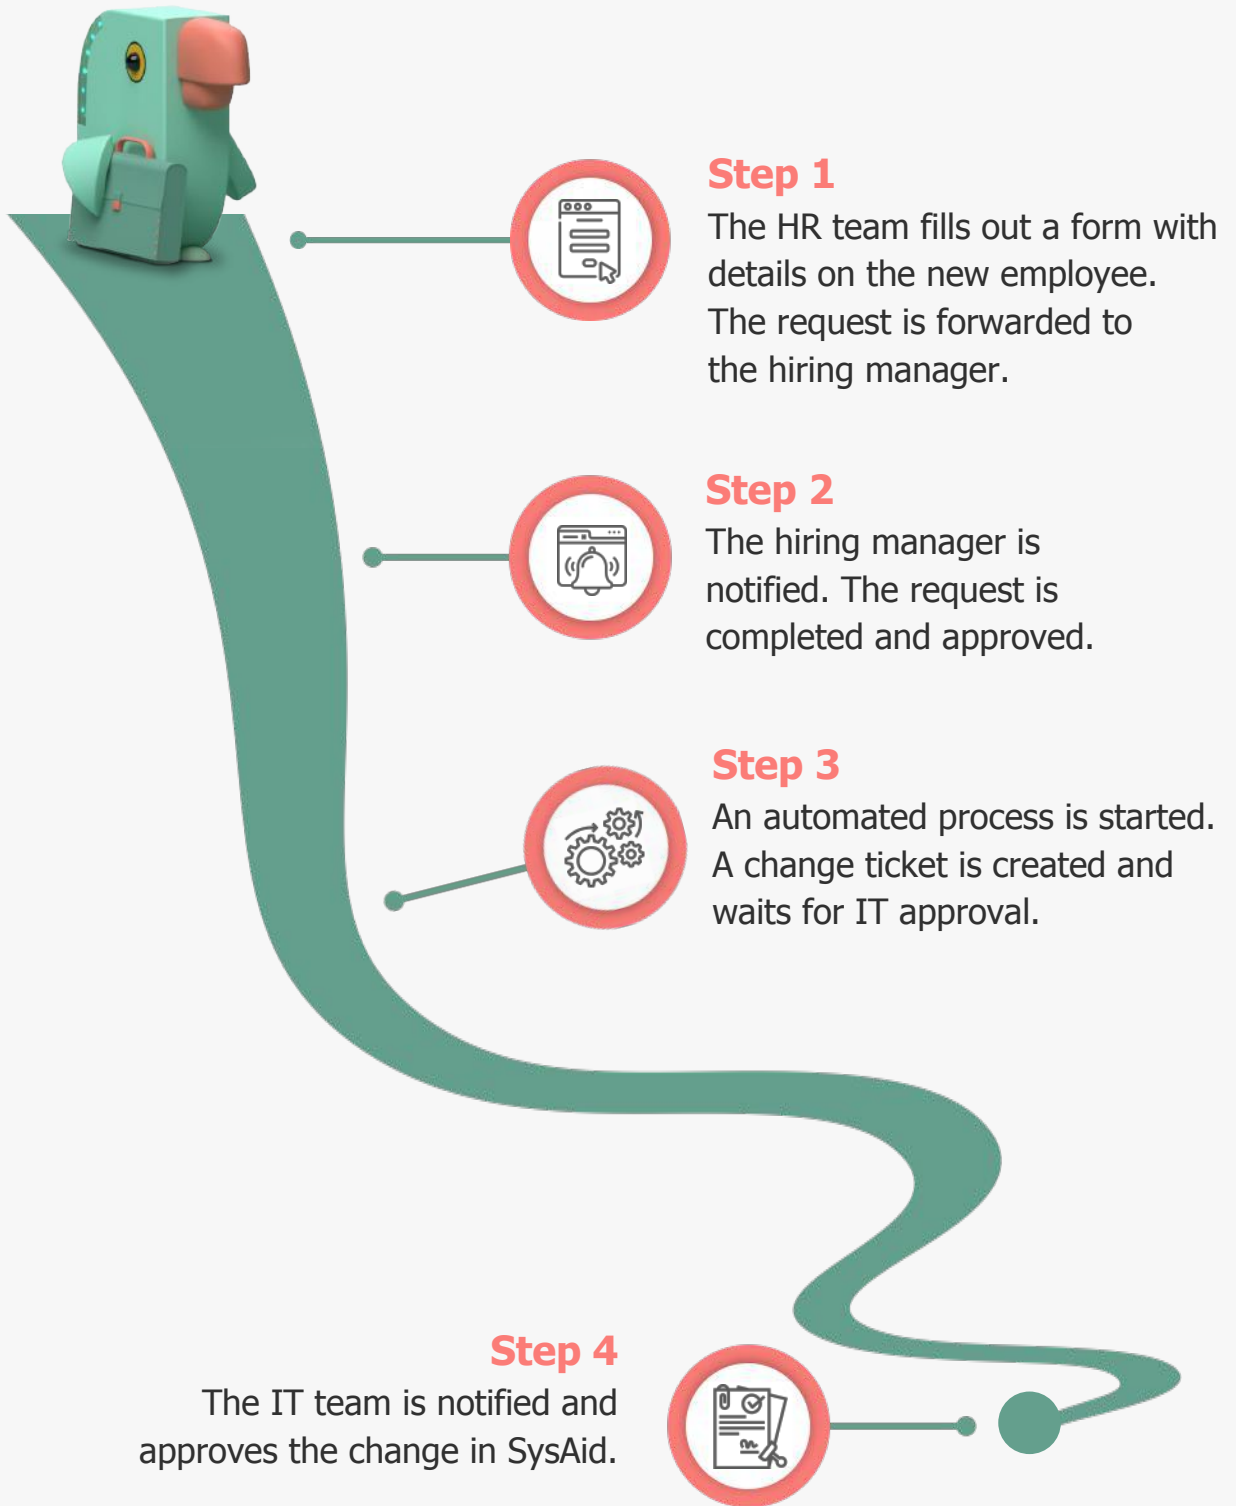 Step 1
The HR team fills out a form with
details on the new employee.
The request is forwarded to
the hiring manager.
Step 2
The hiring manager is
notified. The request is
completed and approved.
Step 3
An automated process is started.
A change ticket is created and
waits for IT approval.
Step 4
The IT team is notified and
approves the change in SysAid.